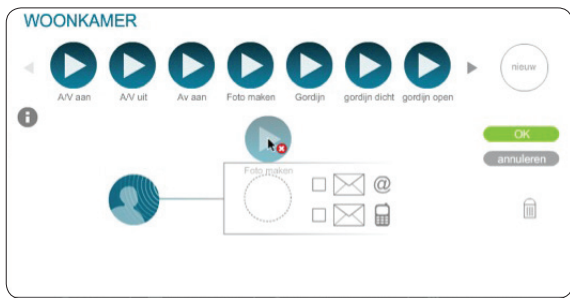 WOONKAMER
A/V aan A/V uit Av aan Foto maken Gordijn gordijn dicht gordijn open
nieuw
OK
annuleren
Foto maken
@